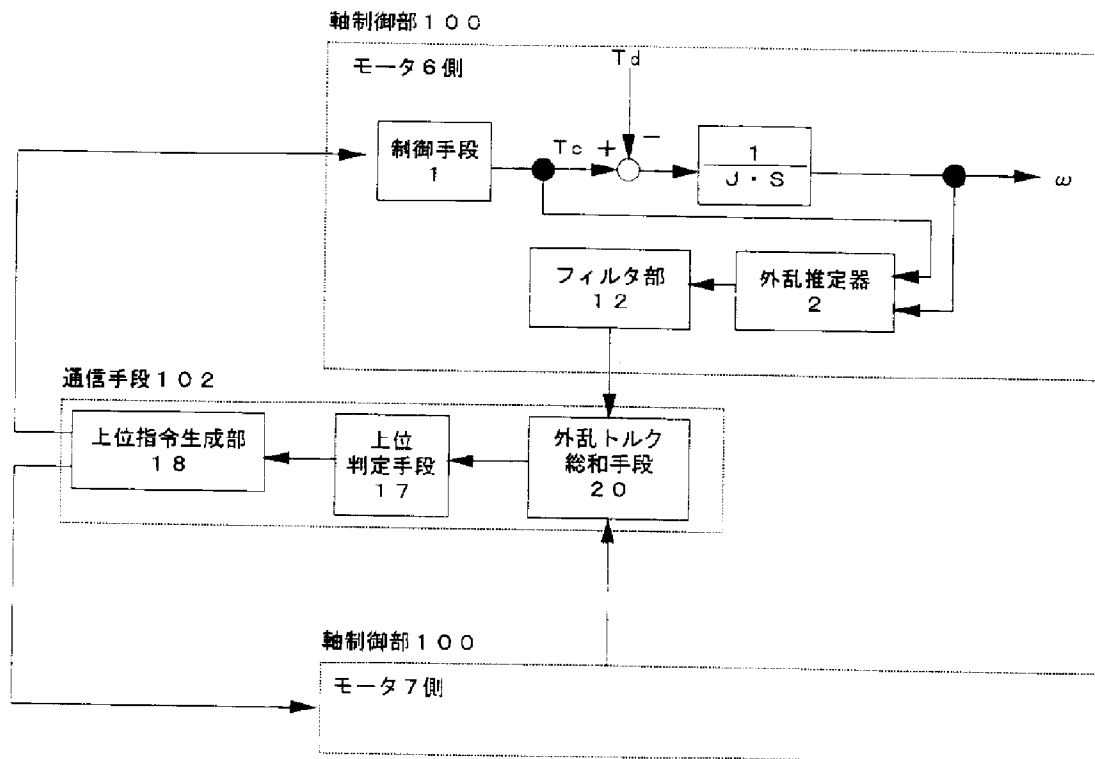 軸制御部１００
モータ６側
Ｔｄ
制御手段
１
Ｔｃ
＋
－
１
Ｊ・Ｓ
ω
フィルタ部
１２
外乱推定器
２
通信手段１０２
上位指令生成部
１８
上位
判定手段
１７
外乱トルク
総和手段
２０
軸制御部１００
モータ７側